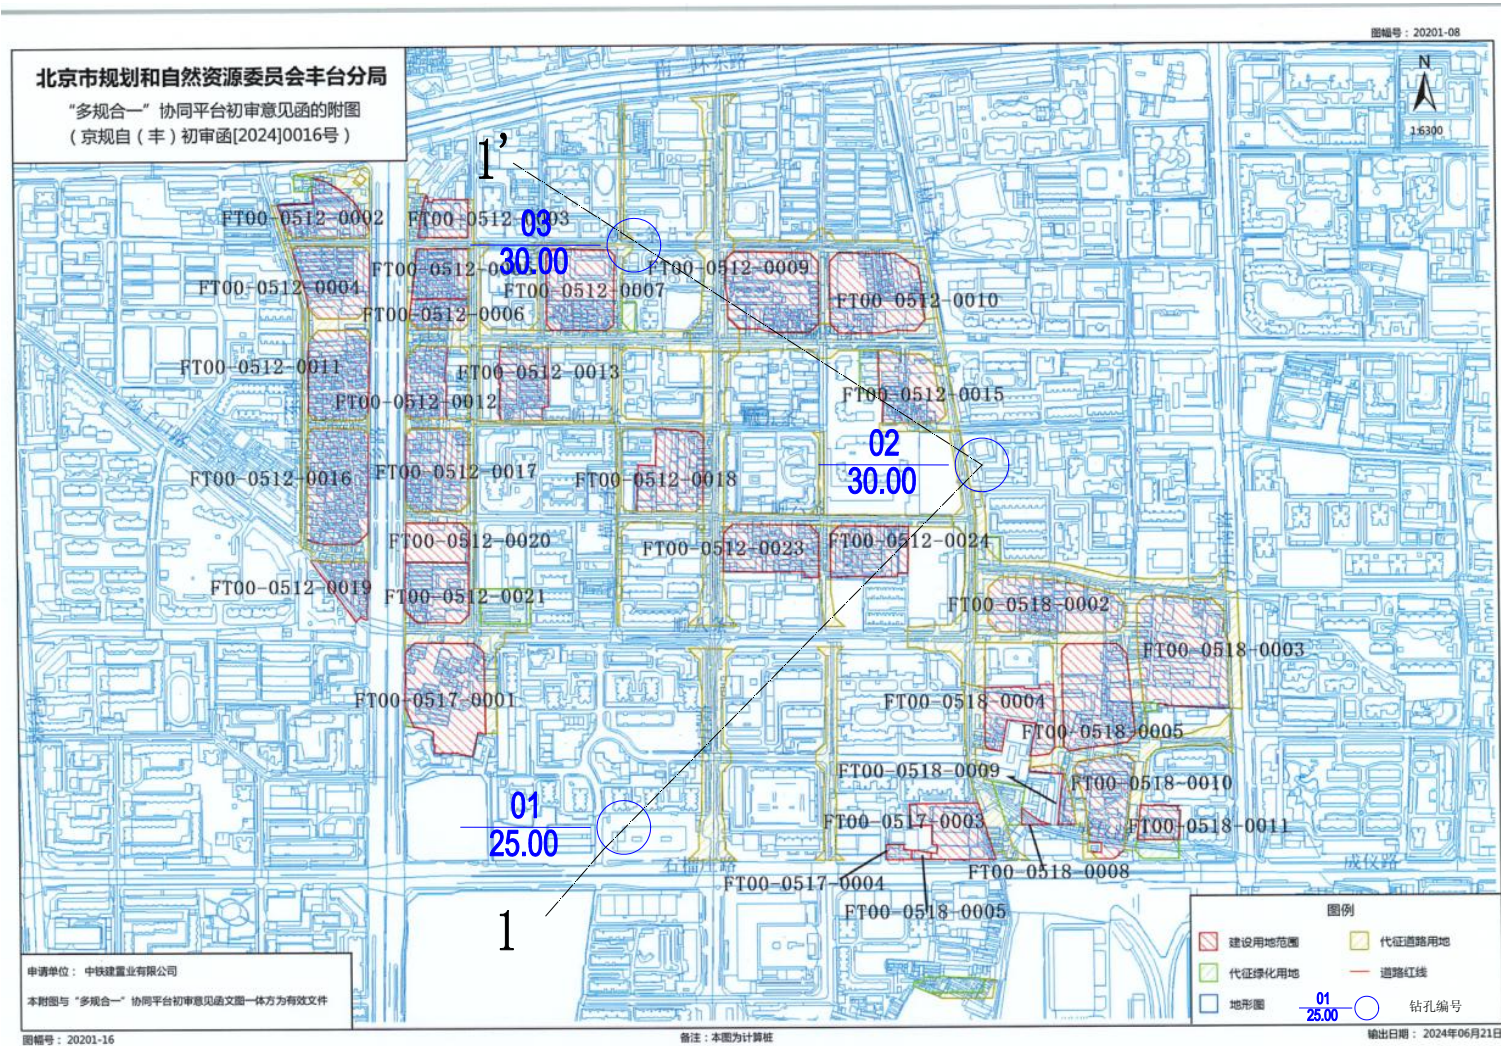 图幅号：20201-08
北京市规划和自然资源委员会丰台分局
“多规合一”协同平台初审意见函的附图
（京规自（丰）初审函[2024]0016号）
N
1:6300
1'
FT00-0512-0002
03
30.00
FT00-0512-0004
FT00-0512-0006
FT00-0512-0007
FT00-0512-0009
FT00-0512-0010
FT00-0512-0011
FT00-0512-0012
FT00-0512-0013
FT00-0512-0015
02
30.00
FT00-0512-0016
FT00-0512-0017
FT00-0512-0018
FT00-0512-0020
FT00-0512-0023
FT00-0512-0024
FT00-0512-0019
FT00-0512-0021
FT00-0518-0002
FT00-0518-0003
FT00-0517-0001
FT00-0518-0004
FT00-0518-0005
FT00-0518-0009
FT00-0518-0010
01
25.00
FT00-0517-0003
FT00-0518-0011
石榴庄路
成仪路
FT00-0517-0004
FT00-0518-0008
FT00-0518-0005
1
图例
建设用地范围
代征道路用地
代征绿化用地
道路红线
地形图
01
25.00
钻孔编号
申请单位：中铁建置业有限公司
本附图与“多规合一”协同平台初审意见函文图一体方为有效文件
图幅号：20201-16
备注：本图为计算桩
输出日期：2024年06月21日